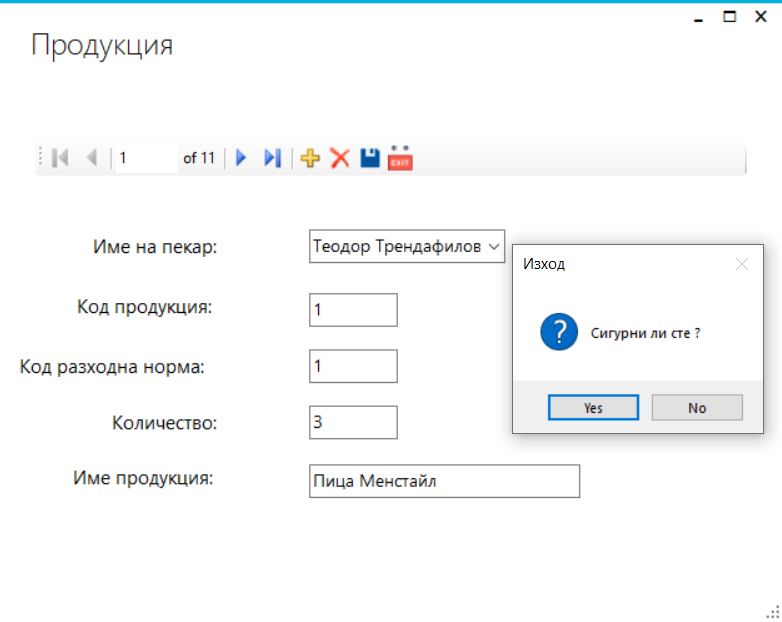 Продукция
1 of 11
EXIT
Име на пекар: Теодор Трендафилов
Изход
Код продукция: 1
Сигурни ли сте ?
Код разходна норма: 1
Yes No
Количество: 3
Име продукция: Пица Менстайл